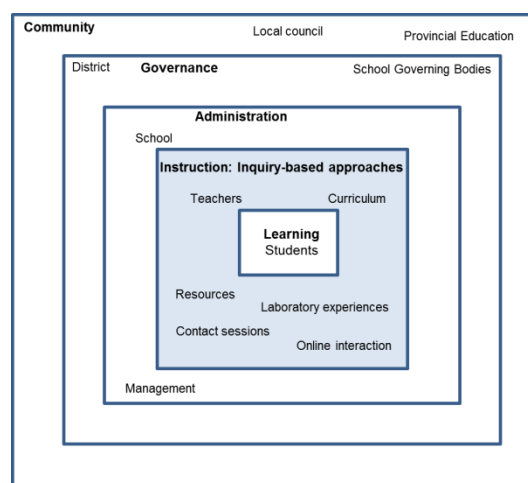 Community
Local council
Provincial Education
District
Governance
School Governing Bodies
Administration
School
Instruction: Inquiry-based approaches
Teachers
Curriculum
Learning
Students
Resources
Laboratory experiences
Contact sessions
Online interaction
Management